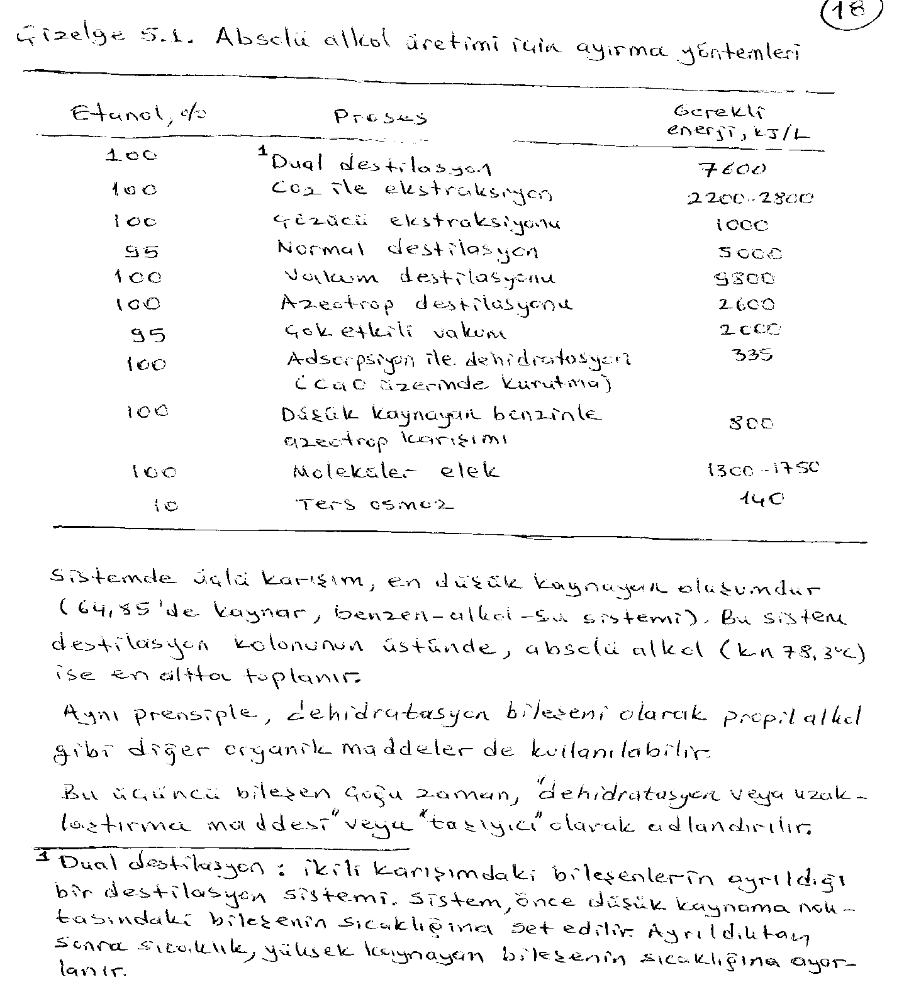 18
Çizelge 5.1. Absolü alkol üretimi için ayırma yöntemleri
Etanol, % Proses Gerekli enerji, kJ/L
100 ¹Dual destilasyon 7600
100 CO2 ile ekstraksiyon 2200-2800
100 Çözücü ekstraksiyonu 1000
95 Normal destilasyon 5000
100 Vakum destilasyonu 9800
100 Azeotrop destilasyonu 2600
95 Çok etkili vakum 2000
100 Adsorpsiyon ile dehidratasyon 335
(CaO üzerinde kurutma)
100 Düşük kaynayan benzinle
azeotrop karışımı 800
100 Moleküler elek 1300-1750
10 Ters osmoz 140
Sistemde üçlü karışım, en düşük kaynayan oluşumdur
(64,85'de kaynar, benzen-alkol-su sistemi). Bu sistem
destilasyon kolonunun üstünde, absolü alkol (kn 78,3°C)
ise en altta toplanır.
Aynı prensiple, dehidratasyon bileşeni olarak propil alkol
gibi diğer organik maddeler de kullanılabilir.
Bu üçüncü bileşen çoğu zaman, "dehidratasyon veya uzak-
laştırma maddesi" veya "taşıyıcı" olarak adlandırılır.
¹ Dual destilasyon : ikili karışımdaki bileşenlerin ayrıldığı
bir destilasyon sistemi. Sistem, önce düşük kaynama nok-
tasındaki bileşenin sıcaklığına set edilir. Ayrıldıktan
sonra sıcaklık, yüksek kaynayan bileşenin sıcaklığına ayar-
lanır.